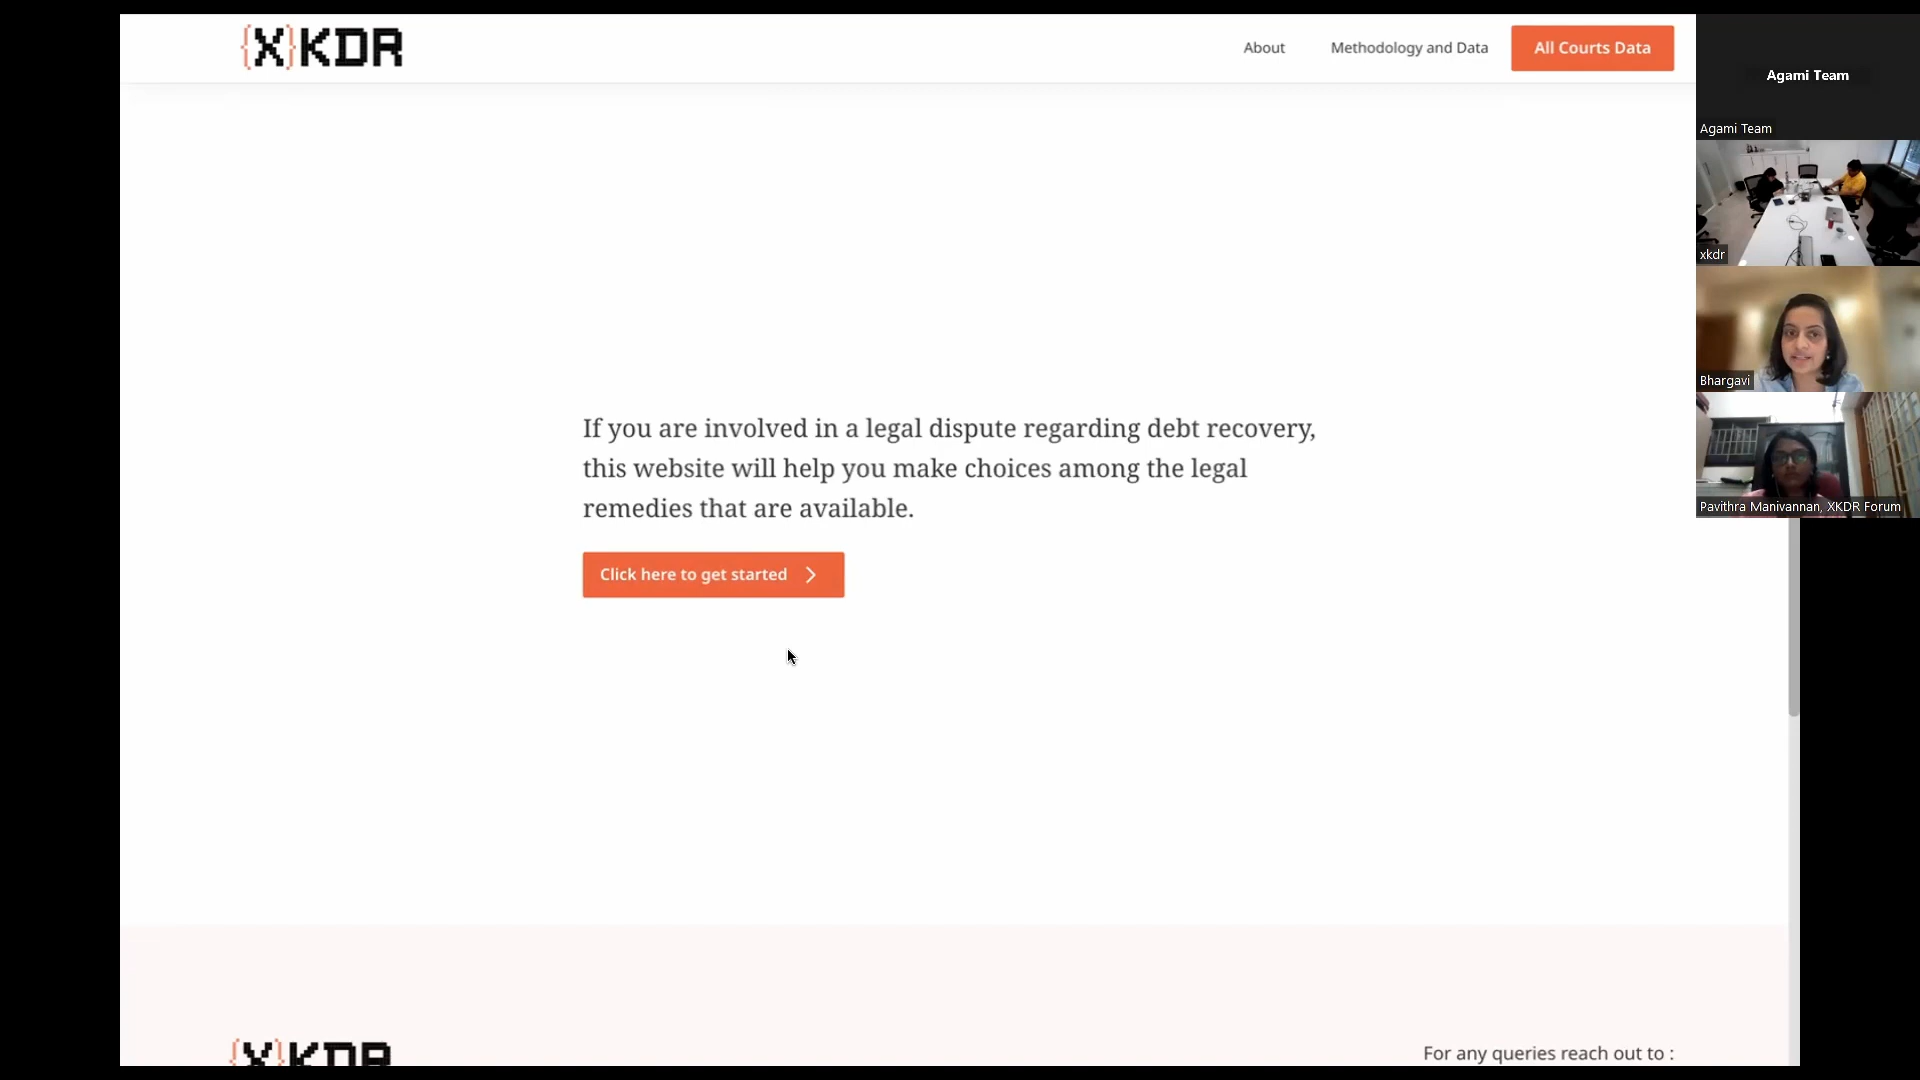 {X}KDR
About
Methodology and Data
All Courts Data
Agami Team
Agami Team
xkdr
Bhargavi
Pavithra Manivannan, XKDR Forum
If you are involved in a legal dispute regarding debt recovery,
this website will help you make choices among the legal
remedies that are available.
Click here to get started
{X}KDR
For any queries reach out to :